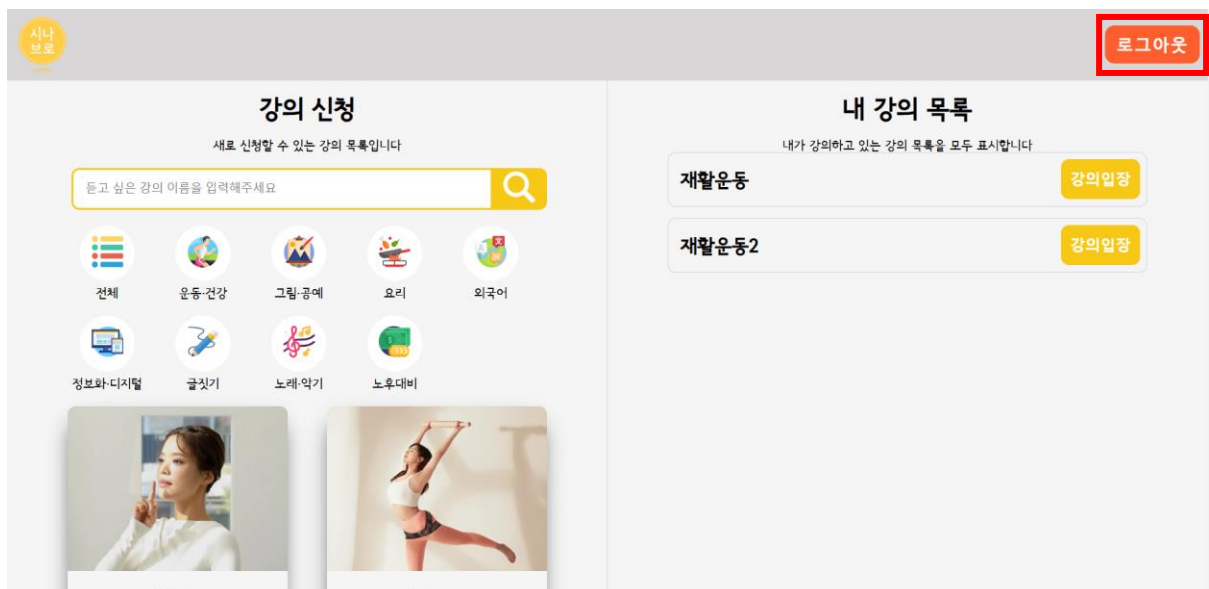 시나
브로
로그아웃
강의 신청
새로 신청할 수 있는 강의 목록입니다
듣고 싶은 강의 이름을 입력해주세요
전체
운동·건강
그림·공예
요리
외국어
정보화·디지털
글짓기
노래·악기
노후대비
내 강의 목록
내가 강의하고 있는 강의 목록을 모두 표시합니다
재활운동
강의입장
재활운동2
강의입장